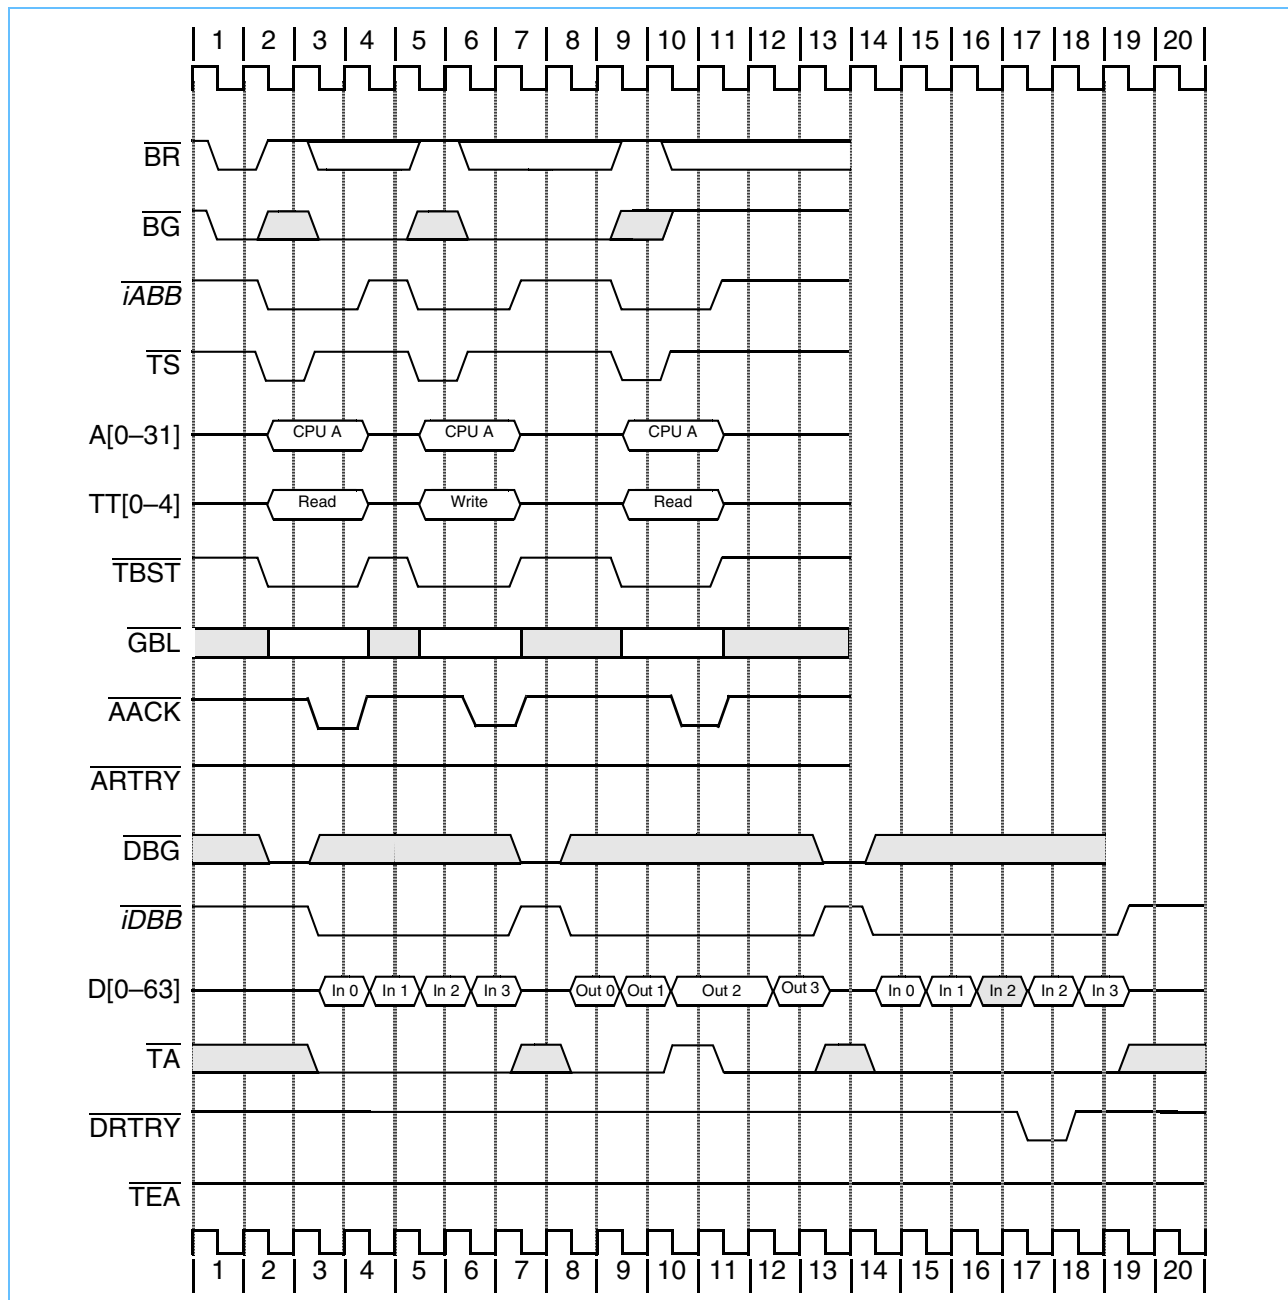 1 2 3 4 5 6 7 8 9 10 11 12 13 14 15 16 17 18 19 20
BR
BG
iABB
TS
A[0–31] CPU A CPU A CPU A
TT[0–4] Read Write Read
TBST
GBL
AACK
ARTRY
DBG
iDBB
D[0–63] In 0 In 1 In 2 In 3 Out 0 Out 1 Out 2 Out 3 In 0 In 1 In 2 In 2 In 3
TA
DRTRY
TEA
1 2 3 4 5 6 7 8 9 10 11 12 13 14 15 16 17 18 19 20